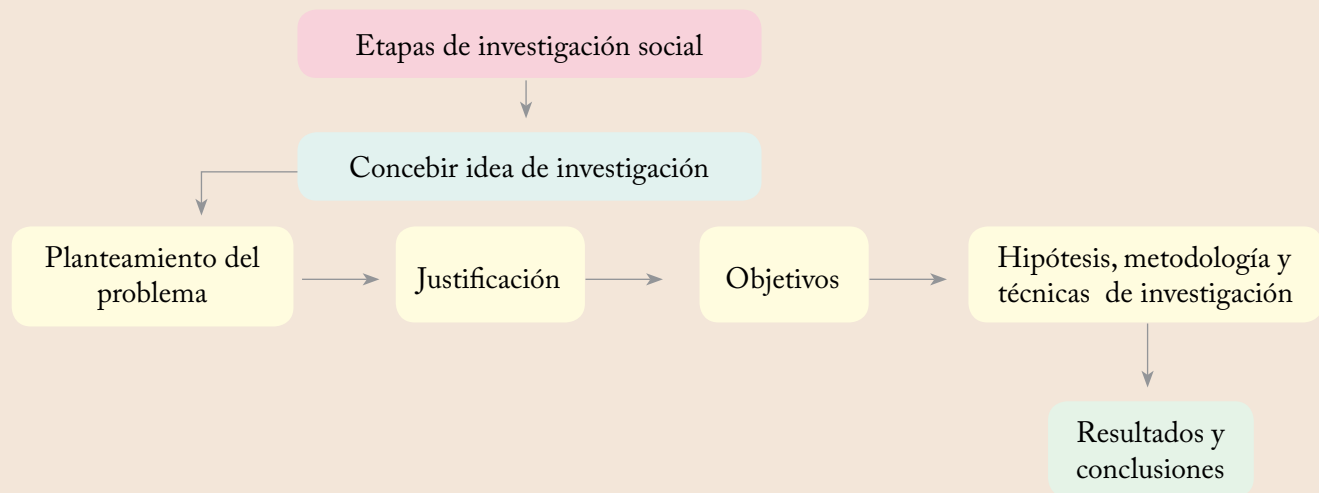 Etapas de investigación social
Concebir idea de investigación
Planteamiento del
problema
Justificación
Objetivos
Hipótesis, metodología y
técnicas de investigación
Resultados y
conclusiones